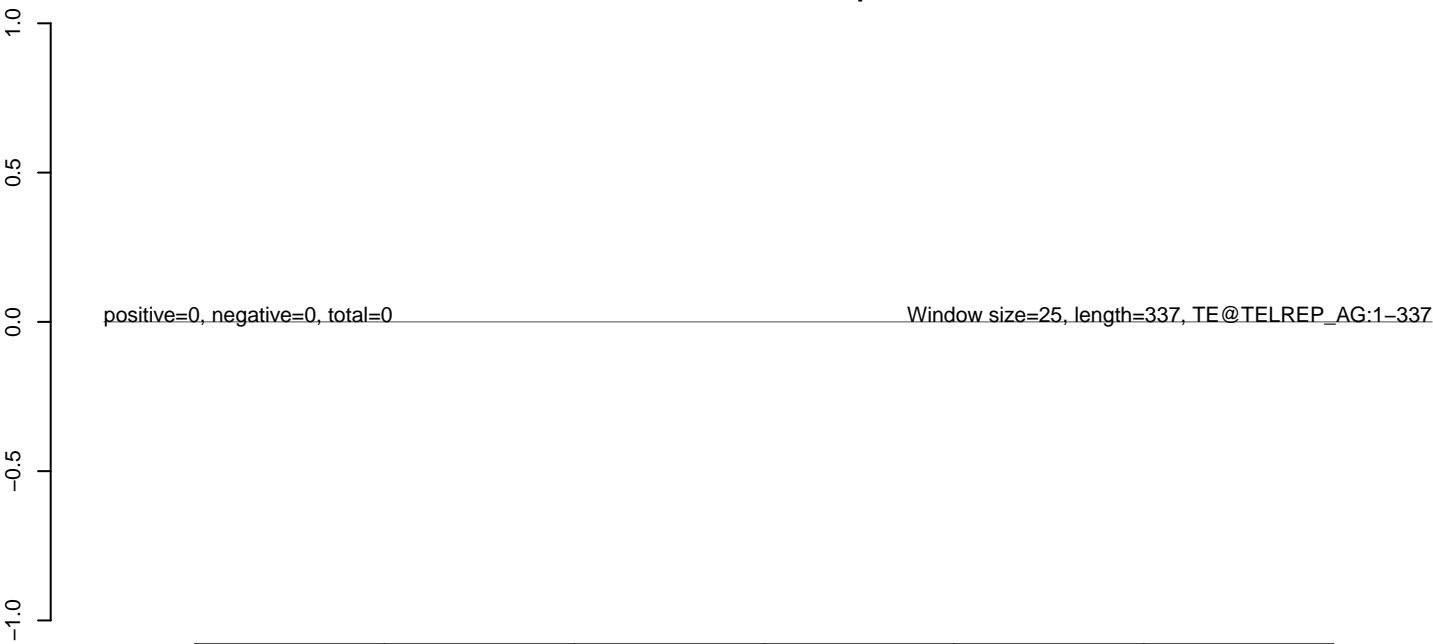 1.0
0.5
0.0
positive=0, negative=0, total=0
Window size=25, length=337, TE@TELREP_AG:1−337
−0.5
−1.0